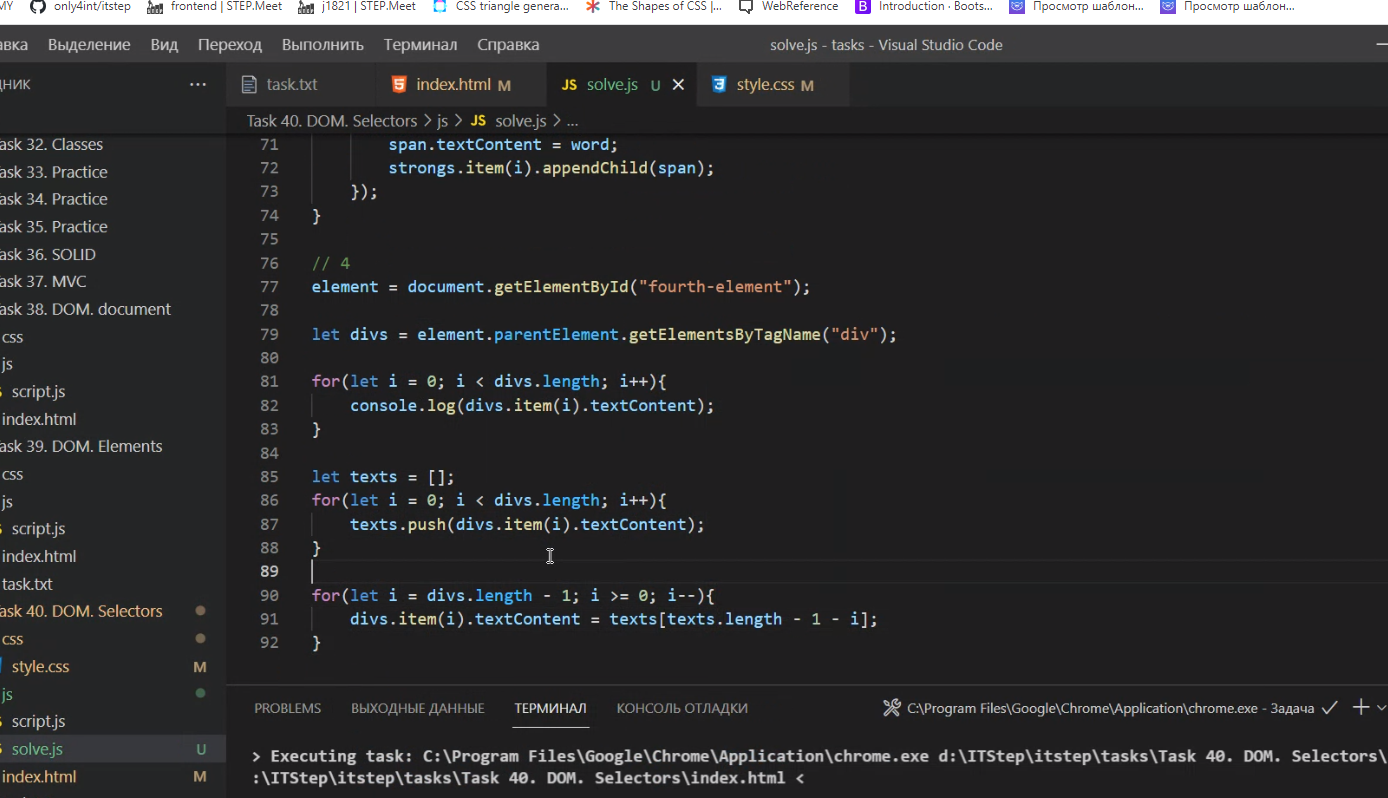 MY only4int/itstep frontend | STEP.Meet j1821 | STEP.Meet CSS triangle genera... The Shapes of CSS |... WebReference B Introduction · Boots... Просмотр шаблон... Просмотр шаблон...
вка Выделение Вид Переход Выполнить Терминал Справка solve.js - tasks - Visual Studio Code
ДНИК ... task.txt index.html M JS solve.js U style.css M
Task 40. DOM. Selectors > js > JS solve.js > ...
ask 32. Classes
ask 33. Practice
ask 34. Practice
ask 35. Practice
ask 36. SOLID
ask 37. MVC
ask 38. DOM. document
css
js
script.js
index.html
ask 39. DOM. Elements
css
js
script.js
index.html
task.txt
ask 40. DOM. Selectors
css
style.css M
js
script.js
solve.js U
index.html M
71 span.textContent = word;
72 strongs.item(i).appendChild(span);
73 });
74 }
75
76 // 4
77 element = document.getElementById("fourth-element");
78
79 let divs = element.parentElement.getElementsByTagName("div");
80
81 for(let i = 0; i < divs.length; i++){
82 console.log(divs.item(i).textContent);
83 }
84
85 let texts = [];
86 for(let i = 0; i < divs.length; i++){
87 texts.push(divs.item(i).textContent);
88 }
89
90 for(let i = divs.length - 1; i >= 0; i--){
91 divs.item(i).textContent = texts[texts.length - 1 - i];
92 }
PROBLEMS ВЫХОДНЫЕ ДАННЫЕ ТЕРМИНАЛ КОНСОЛЬ ОТЛАДКИ C:\Program Files\Google\Chrome\Application\chrome.exe - Задача
> Executing task: C:\Program Files\Google\Chrome\Application\chrome.exe d:\ITStep\itstep\tasks\Task 40. DOM. Selectors\
:\ITStep\itstep\tasks\Task 40. DOM. Selectors\index.html <